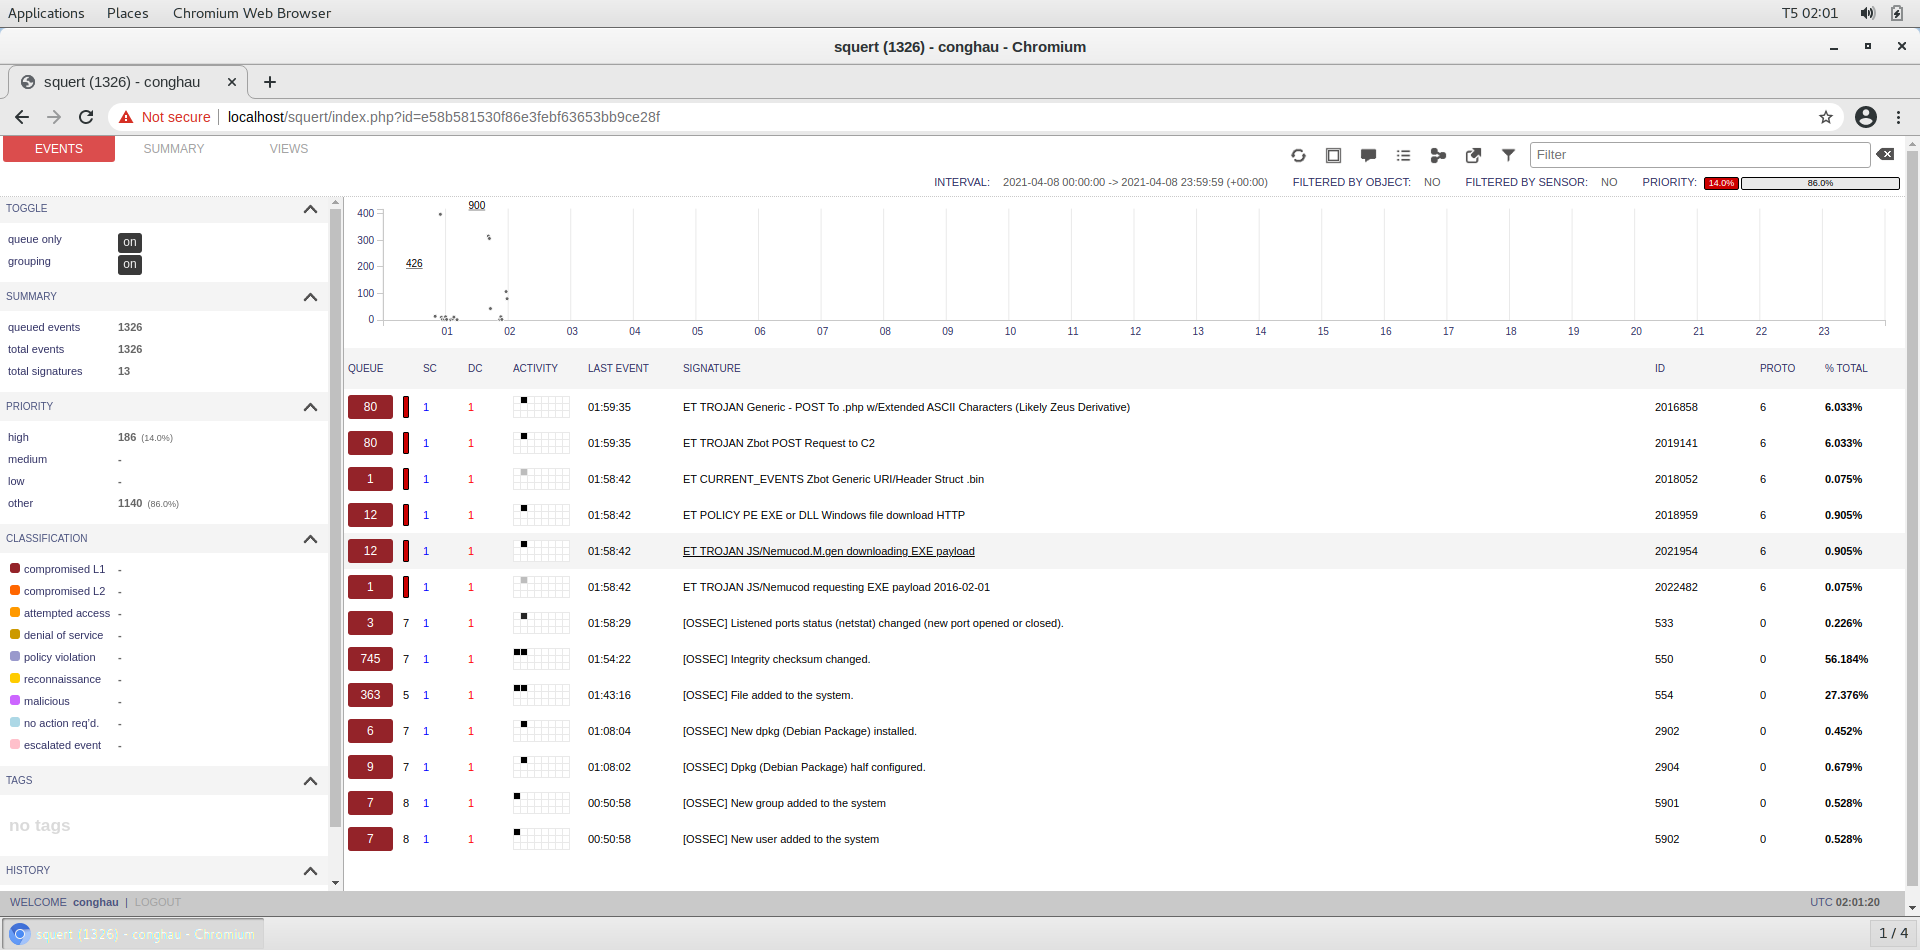 Applications Places Chromium Web Browser T5 02:01
squert (1326) - conghau - Chromium
squert (1326) - conghau
Not secure localhost/squert/index.php?id=e58b581530f86e3febf63653bb9ce28f
EVENTS SUMMARY VIEWS Filter
INTERVAL: 2021-04-08 00:00:00 -> 2021-04-08 23:59:59 (+00:00) FILTERED BY OBJECT: NO FILTERED BY SENSOR: NO PRIORITY: 14.0% 86.0%
TOGGLE
queue only on
grouping on
SUMMARY
queued events 1326
total events 1326
total signatures 13
PRIORITY
high 186 (14.0%)
medium -
low -
other 1140 (86.0%)
CLASSIFICATION
compromised L1 -
compromised L2 -
attempted access -
denial of service -
policy violation -
reconnaissance -
malicious -
no action req'd. -
escalated event -
TAGS
no tags
HISTORY
900
426
400
300
200
100
0
01 02 03 04 05 06 07 08 09 10 11 12 13 14 15 16 17 18 19 20 21 22 23
QUEUE SC DC ACTIVITY LAST EVENT SIGNATURE ID PROTO % TOTAL
80 1 1 01:59:35 ET TROJAN Generic - POST To .php w/Extended ASCII Characters (Likely Zeus Derivative) 2016858 6 6.033%
80 1 1 01:59:35 ET TROJAN Zbot POST Request to C2 2019141 6 6.033%
1 1 1 01:58:42 ET CURRENT_EVENTS Zbot Generic URI/Header Struct .bin 2018052 6 0.075%
12 1 1 01:58:42 ET POLICY PE EXE or DLL Windows file download HTTP 2018959 6 0.905%
12 1 1 01:58:42 ET TROJAN JS/Nemucod.M.gen downloading EXE payload 2021954 6 0.905%
1 1 1 01:58:42 ET TROJAN JS/Nemucod requesting EXE payload 2016-02-01 2022482 6 0.075%
3 7 1 1 01:58:29 [OSSEC] Listened ports status (netstat) changed (new port opened or closed). 533 0 0.226%
745 7 1 1 01:54:22 [OSSEC] Integrity checksum changed. 550 0 56.184%
363 5 1 1 01:43:16 [OSSEC] File added to the system. 554 0 27.376%
6 7 1 1 01:08:04 [OSSEC] New dpkg (Debian Package) installed. 2902 0 0.452%
9 7 1 1 01:08:02 [OSSEC] Dpkg (Debian Package) half configured. 2904 0 0.679%
7 8 1 1 00:50:58 [OSSEC] New group added to the system 5901 0 0.528%
7 8 1 1 00:50:58 [OSSEC] New user added to the system 5902 0 0.528%
WELCOME conghau | LOGOUT UTC 02:01:20
squert (1326) - conghau - Chromium 1 / 4